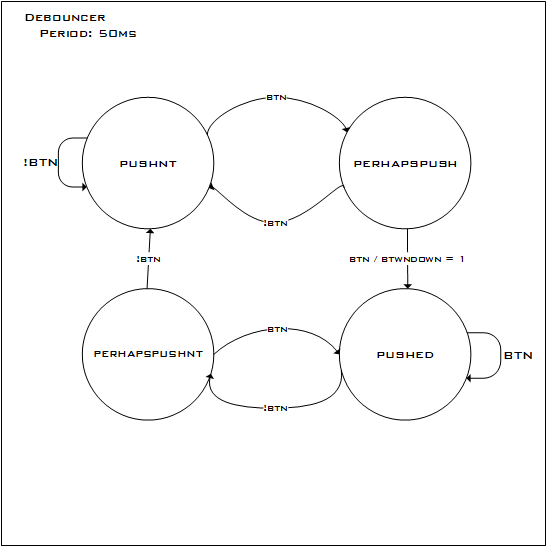 Debouncer
Period: 50ms
BTN
!BTN
PUSHNT
PERHAPSPUSH
!BTN
!BTN
BTN / BTWNDOWN = 1
BTN
PERHAPSPUSHNT
PUSHED
BTN
!BTN